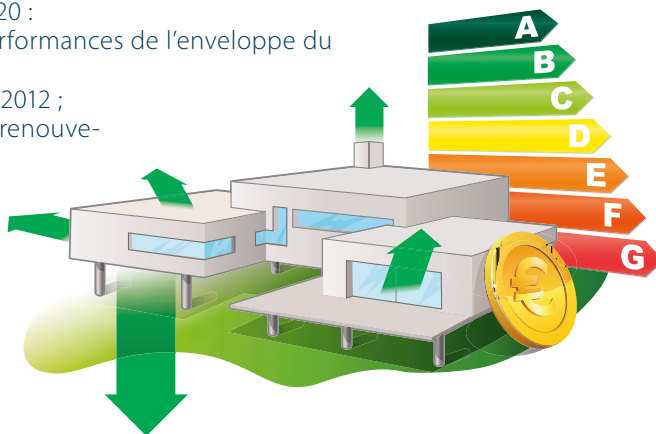 20 :
rformances de l’enveloppe du
2012 ;
renouve-
A
B
C
D
E
F
G
€